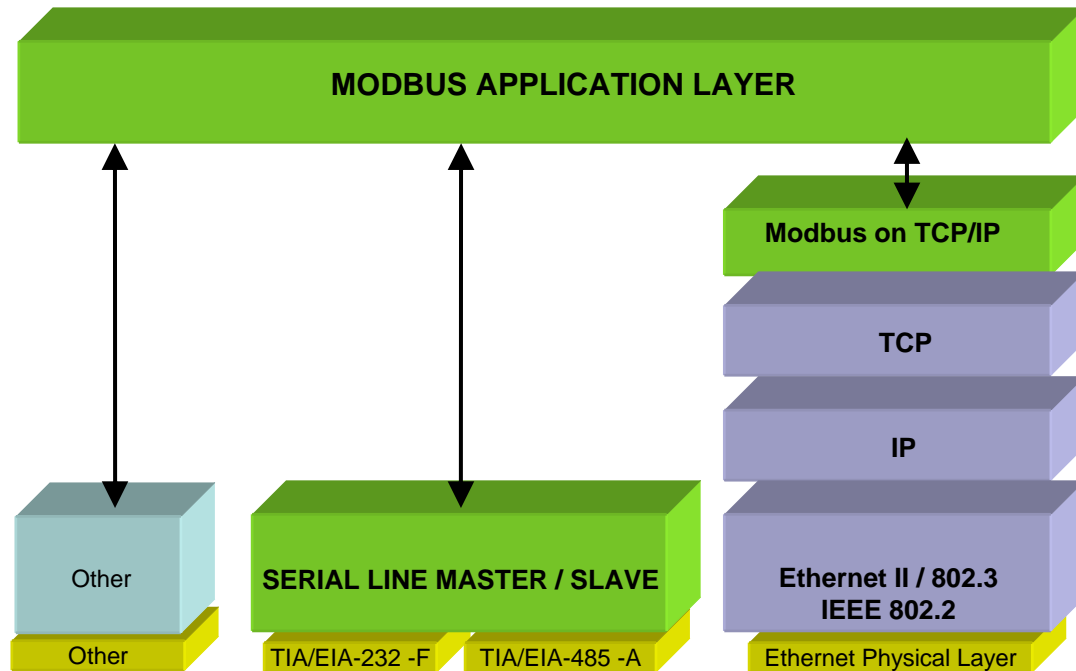 MODBUS APPLICATION LAYER
Modbus on TCP/IP
TCP
IP
Other
SERIAL LINE MASTER / SLAVE
Ethernet II / 802.3
IEEE 802.2
Other
TIA/EIA-232 -F
TIA/EIA-485 -A
Ethernet Physical Layer